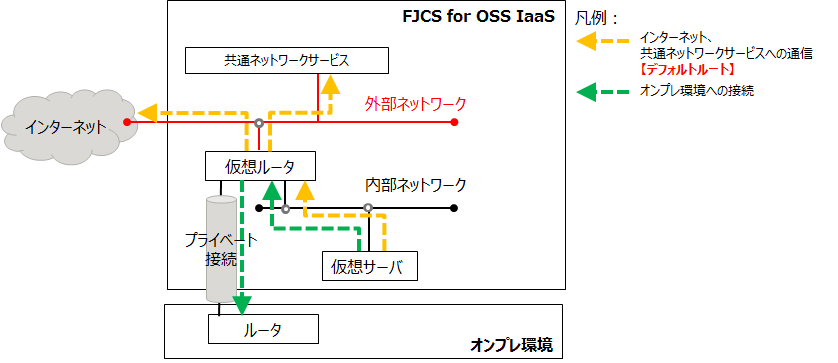 FJCS for OSS IaaS
凡例：
インターネット、
共通ネットワークサービスへの通信
【デフォルトルート】
オンプレ環境への接続
共通ネットワークサービス
外部ネットワーク
インターネット
仮想ルータ
内部ネットワーク
プライベート
接続
仮想サーバ
ルータ
オンプレ環境